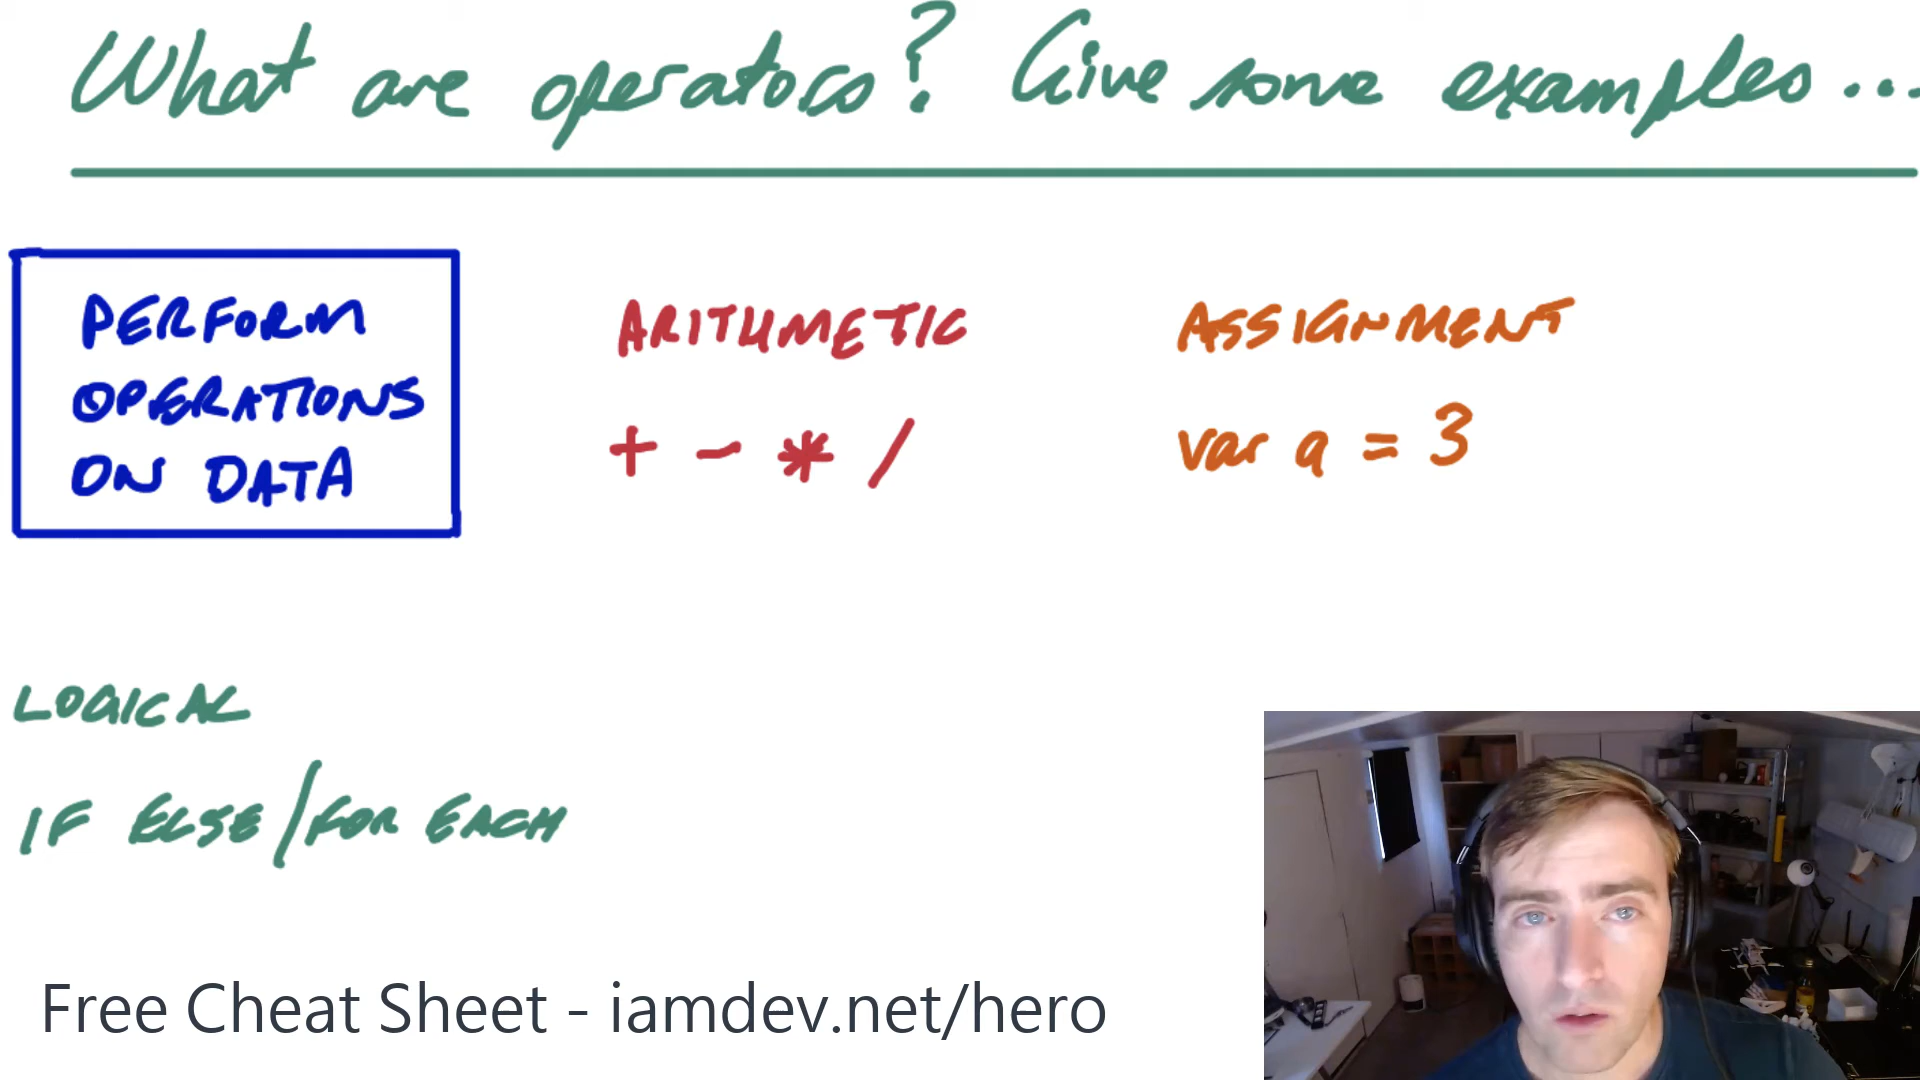 What are operators? Give some examples...
PERFORM
OPERATIONS
ON DATA
ARITHMETIC
+ - * /
ASSIGNMENT
var a = 3
LOGICAL
IF ELSE/FOR EACH
Free Cheat Sheet - iamdev.net/hero